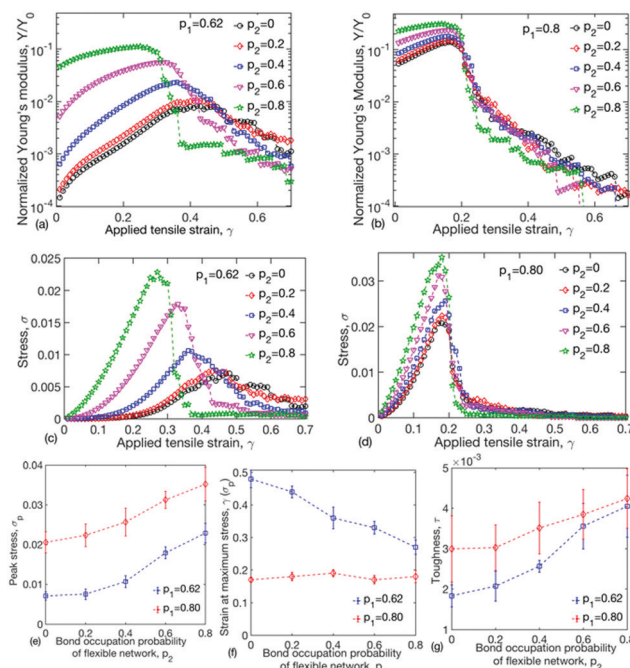 Normalized Young's modulus, Y/Y0
10-1
10-2
10-3
10-4
p1=0.62
p2=0
p2=0.2
p2=0.4
p2=0.6
p2=0.8
0 0.2 0.4 0.6
(a) Applied tensile strain, γ
Normalized Young's Modulus, Y/Y0
10-1
10-2
10-3
10-4
p1=0.8
p2=0
p2=0.2
p2=0.4
p2=0.6
p2=0.8
0 0.2 0.4 0.6
(b) Applied tensile strain, γ
Stress, σ
0.025
0.02
0.015
0.01
0.005
0
p1=0.62
p2=0
p2=0.2
p2=0.4
p2=0.6
p2=0.8
0 0.1 0.2 0.3 0.4 0.5 0.6 0.7
(c) Applied tensile strain, γ
Stress, σ
0.03
0.02
0.01
0
p1=0.80
p2=0
p2=0.2
p2=0.4
p2=0.6
p2=0.8
0 0.1 0.2 0.3 0.4 0.5 0.6 0.7
(d) Applied tensile strain, γ
Peak stress, σp
0.04
0.03
0.02
0.01
0
p1=0.62
p1=0.80
0 0.2 0.4 0.6 0.8
(e) Bond occupation probability
of flexible network, p2
Strain at maximum stress, γ (σp)
0.5
0.4
0.3
0.2
0.1
0
p1=0.62
p1=0.80
0 0.2 0.4 0.6 0.8
(f) Bond occupation probability
of flexible network, p
Toughness, τ
×10-3
5
4
3
2
1
p1=0.62
p1=0.80
0 0.2 0.4 0.6 0.8
(g) Bond occupation probability
of flexible network, p2